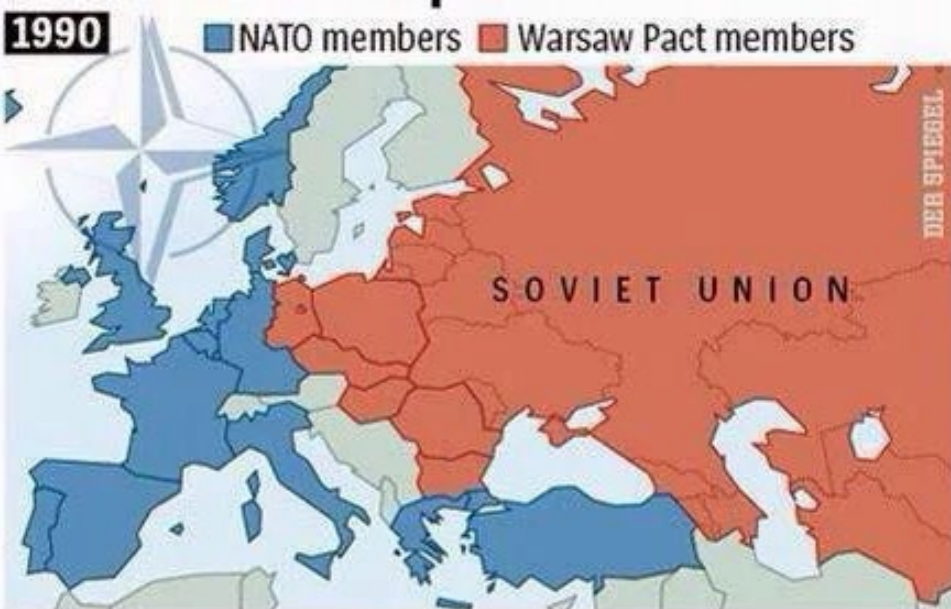 1990
NATO members
Warsaw Pact members
SOVIET UNION
DER SPIEGEL